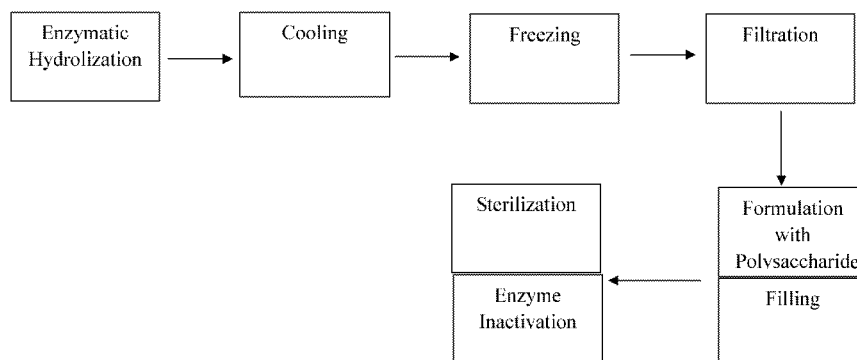 Enzymatic
Hydrolization
Cooling
Freezing
Filtration
Formulation
with
Polysaccharide
Filling
Sterilization
Enzyme
Inactivation